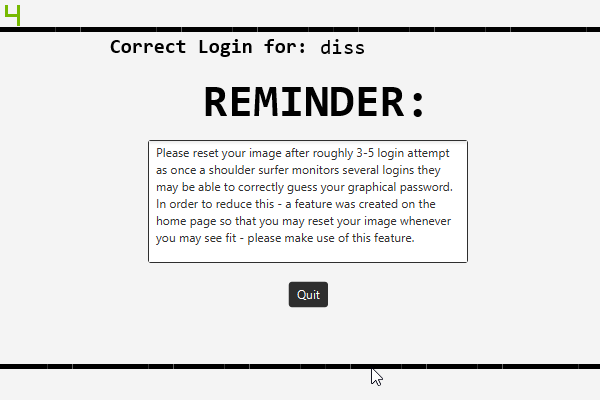 4
Correct Login for: diss
REMINDER:
Please reset your image after roughly 3-5 login attempt
as once a shoulder surfer monitors several logins they
may be able to correctly guess your graphical password.
In order to reduce this - a feature was created on the
home page so that you may reset your image whenever
you may see fit - please make use of this feature.
Quit